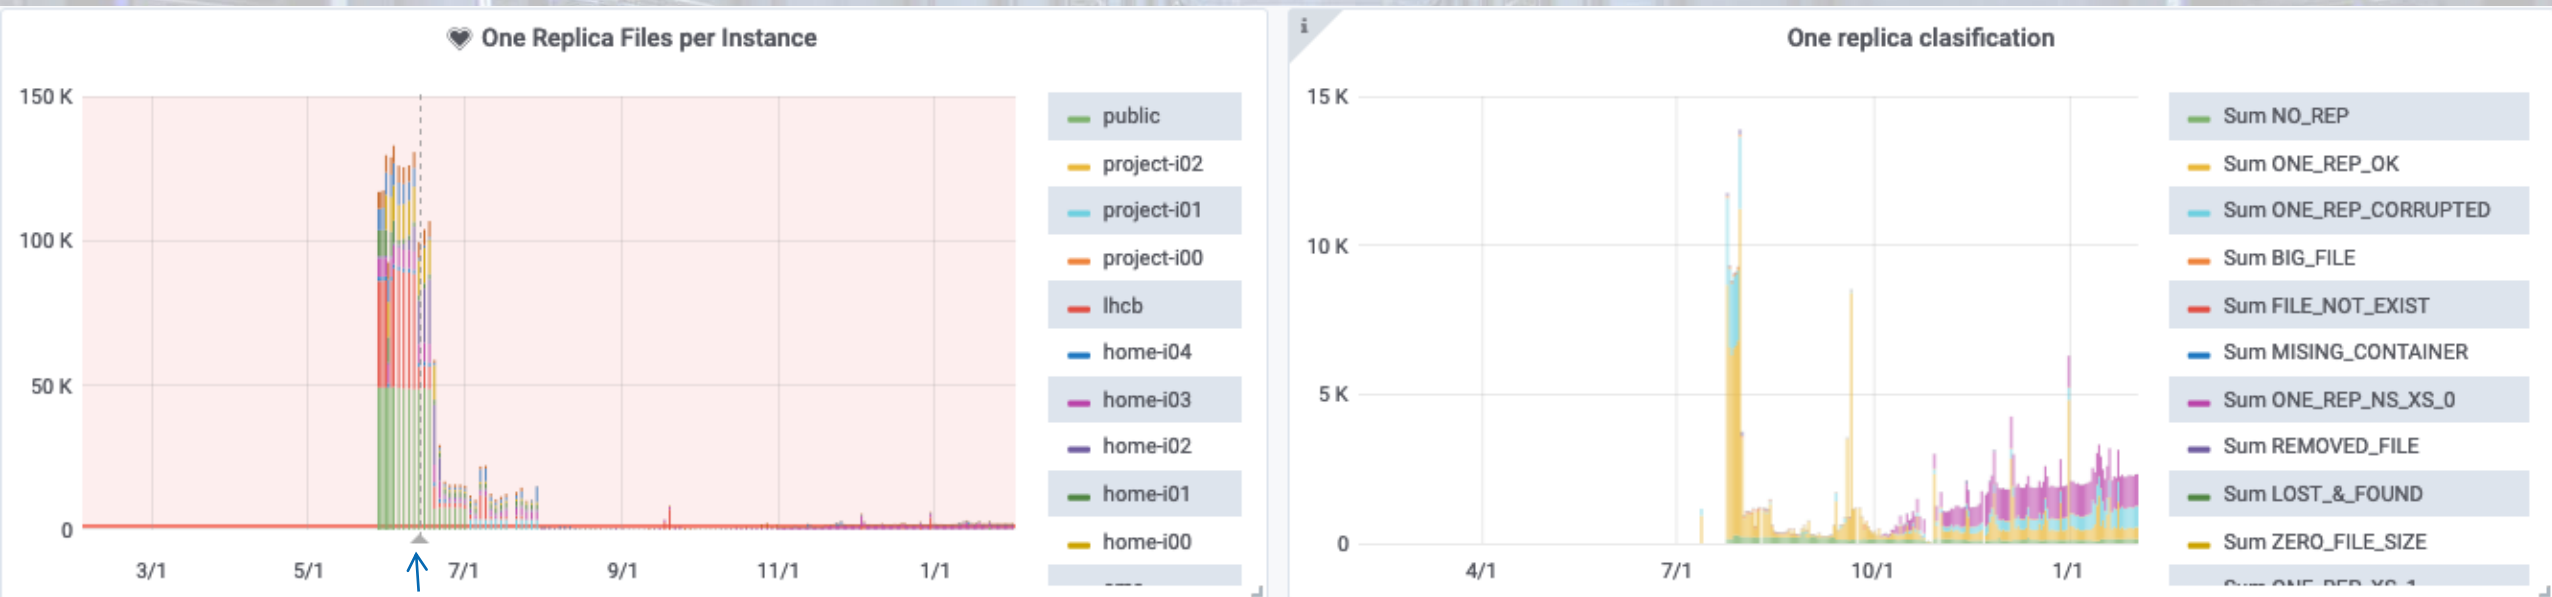 One Replica Files per Instance
150 K
100 K
50 K
0
3/1
5/1
7/1
9/1
11/1
1/1
public
project-i02
project-i01
project-i00
lhcb
home-i04
home-i03
home-i02
home-i01
home-i00
i
One replica clasification
15 K
10 K
5 K
0
4/1
7/1
10/1
1/1
Sum NO_REP
Sum ONE_REP_OK
Sum ONE_REP_CORRUPTED
Sum BIG_FILE
Sum FILE_NOT_EXIST
Sum MISING_CONTAINER
Sum ONE_REP_NS_XS_0
Sum REMOVED_FILE
Sum LOST_&_FOUND
Sum ZERO_FILE_SIZE